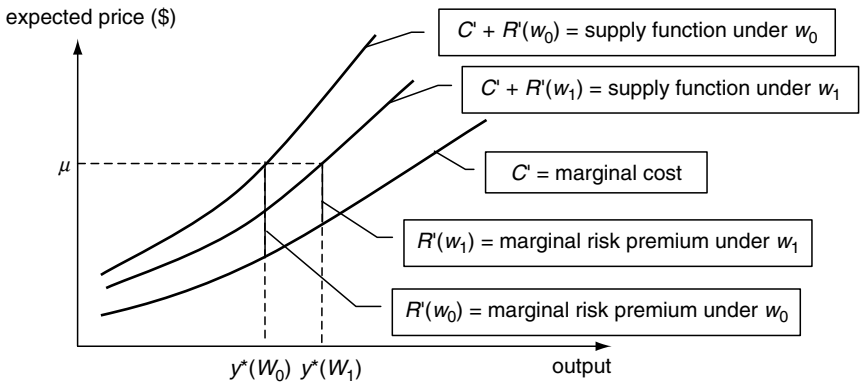 expected price ($)
C' + R'(w₀) = supply function under w₀
C' + R'(w₁) = supply function under w₁
μ
C' = marginal cost
R'(w₁) = marginal risk premium under w₁
R'(w₀) = marginal risk premium under w₀
y*(W₀) y*(W₁)
output